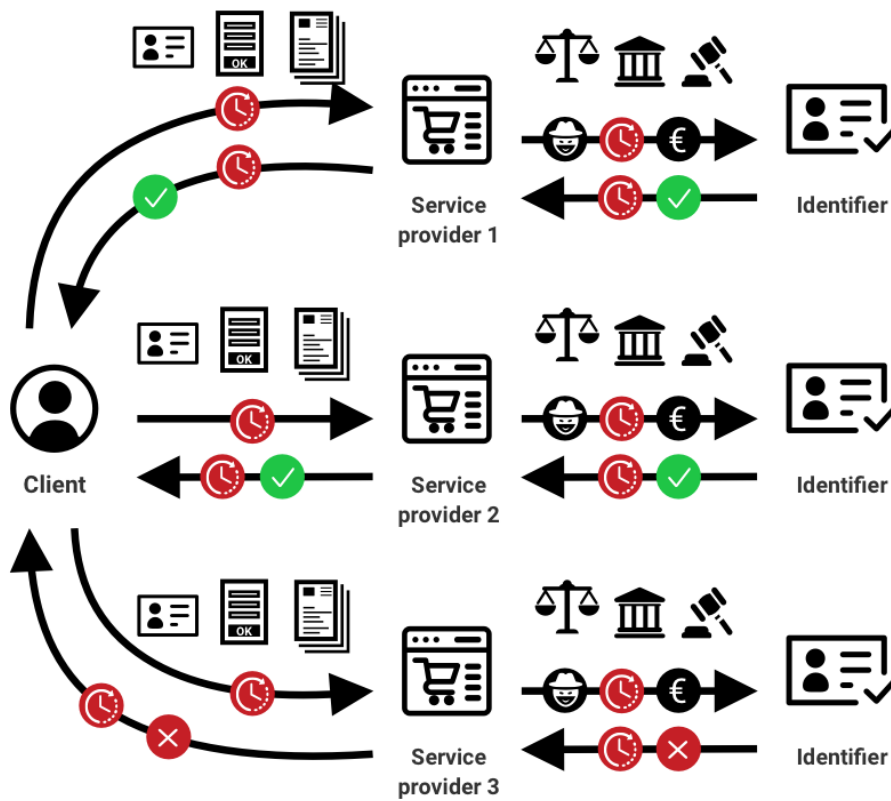 OK
Service
provider 1
Identifier
€
OK
Client
Service
provider 2
Identifier
€
OK
Service
provider 3
Identifier
€